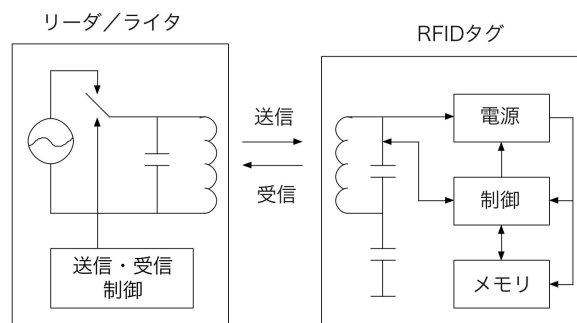 リーダ／ライタ
RFIDタグ
送信
受信
電源
制御
メモリ
送信・受信
制御